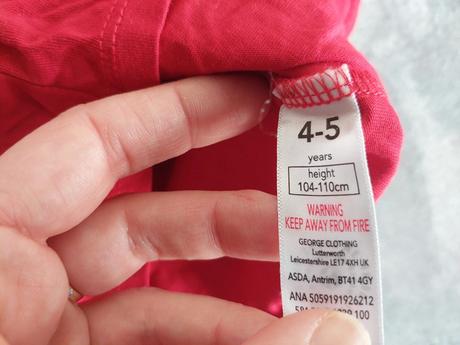 4-5
years
height
104-110cm
WARNING
KEEP AWAY FROM FIRE
GEORGE CLOTHING
Lutterworth
Leicestershire LE17 4XH UK
ASDA, Antrim, BT41 4GY
ANA 5059191926212
100